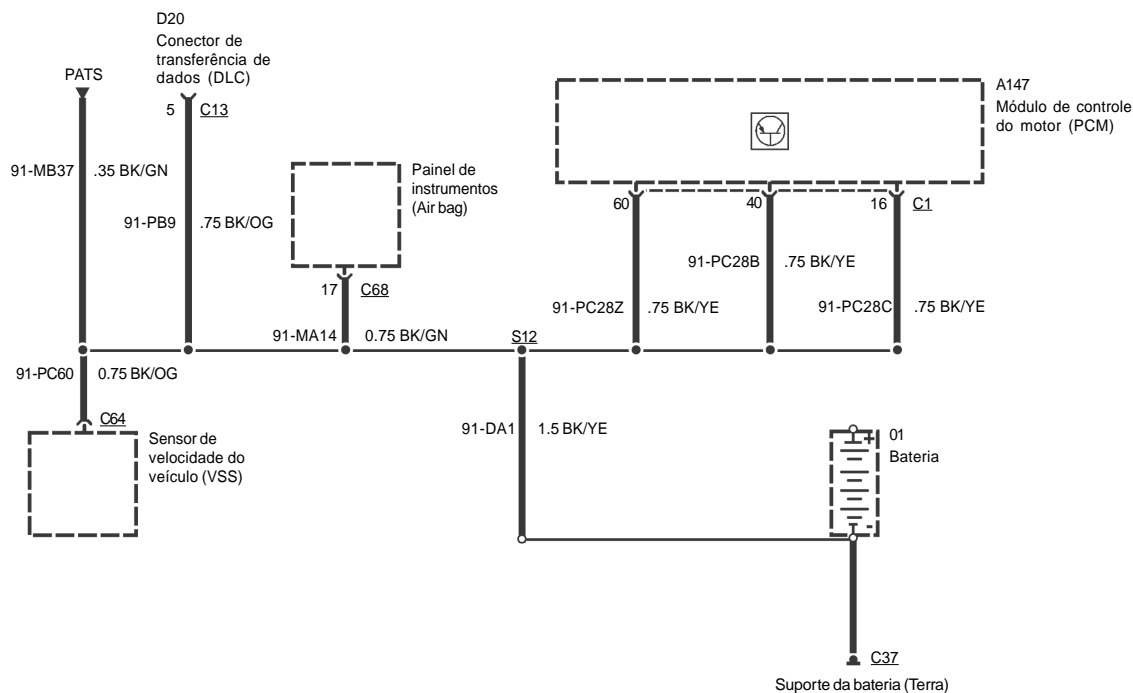 D20
Conector de
transferência de
dados (DLC)
PATS
5 C13
A147
Módulo de controle
do motor (PCM)
91-MB37 .35 BK/GN
Painel de
instrumentos
(Air bag)
60 40 16 C1
91-PB9 .75 BK/OG
91-PC28B .75 BK/YE
17 C68
91-PC28Z .75 BK/YE
91-PC28C .75 BK/YE
91-MA14 0.75 BK/GN
S12
91-PC60 0.75 BK/OG
C64
91-DA1 1.5 BK/YE
Sensor de
velocidade do
veículo (VSS)
+
01
Bateria
-
C37
Suporte da bateria (Terra)